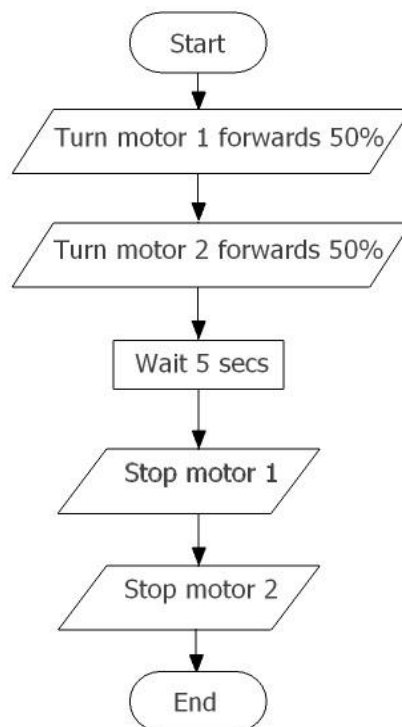 Start
Turn motor 1 forwards 50%
Turn motor 2 forwards 50%
Wait 5 secs
Stop motor 1
Stop motor 2
End